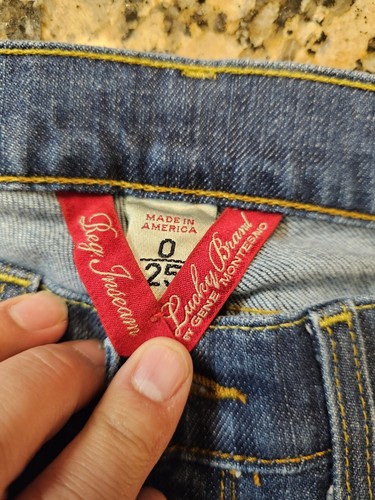 Reg. Inseam
MADE IN
AMERICA
0
25
Lucky Brand
BY GENE MONTESANO